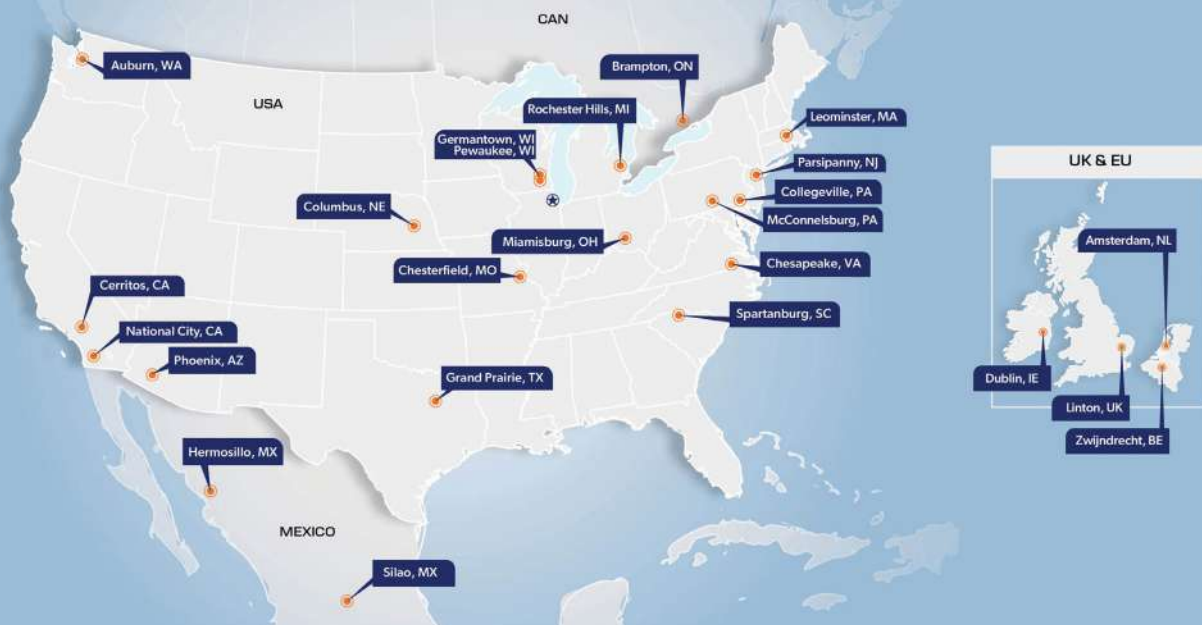 CAN
Auburn, WA
Brampton, ON
USA
Rochester Hills, MI
Leominster, MA
Germantown, WI
Pewaukee, WI
Parsipanny, NJ
UK & EU
Collegeville, PA
Columbus, NE
McConnelsburg, PA
Miamisburg, OH
Amsterdam, NL
Chesterfield, MO
Chesapeake, VA
Cerritos, CA
Spartanburg, SC
National City, CA
Phoenix, AZ
Grand Prairie, TX
Dublin, IE
Linton, UK
Zwijndrecht, BE
Hermosillo, MX
MEXICO
Silao, MX